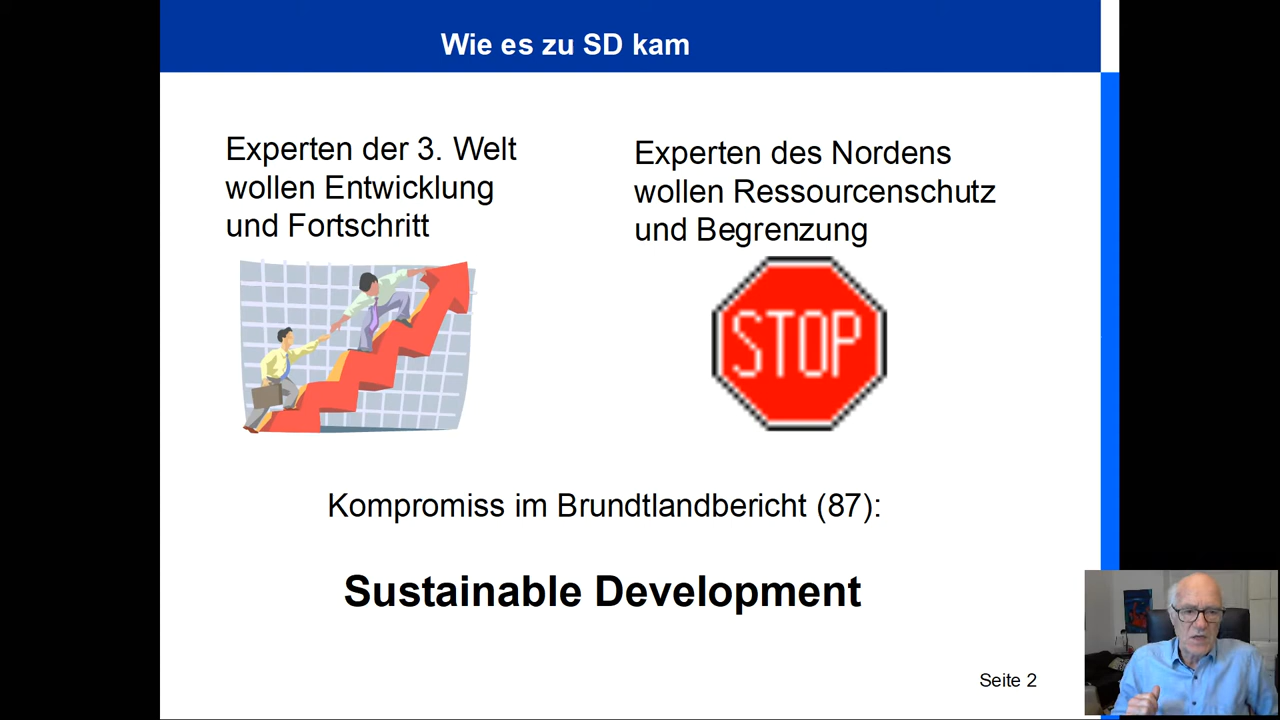 Wie es zu SD kam
Experten der 3. Welt
wollen Entwicklung
und Fortschritt
Experten des Nordens
wollen Ressourcenschutz
und Begrenzung
STOP
Kompromiss im Brundtlandbericht (87):
Sustainable Development
Seite 2